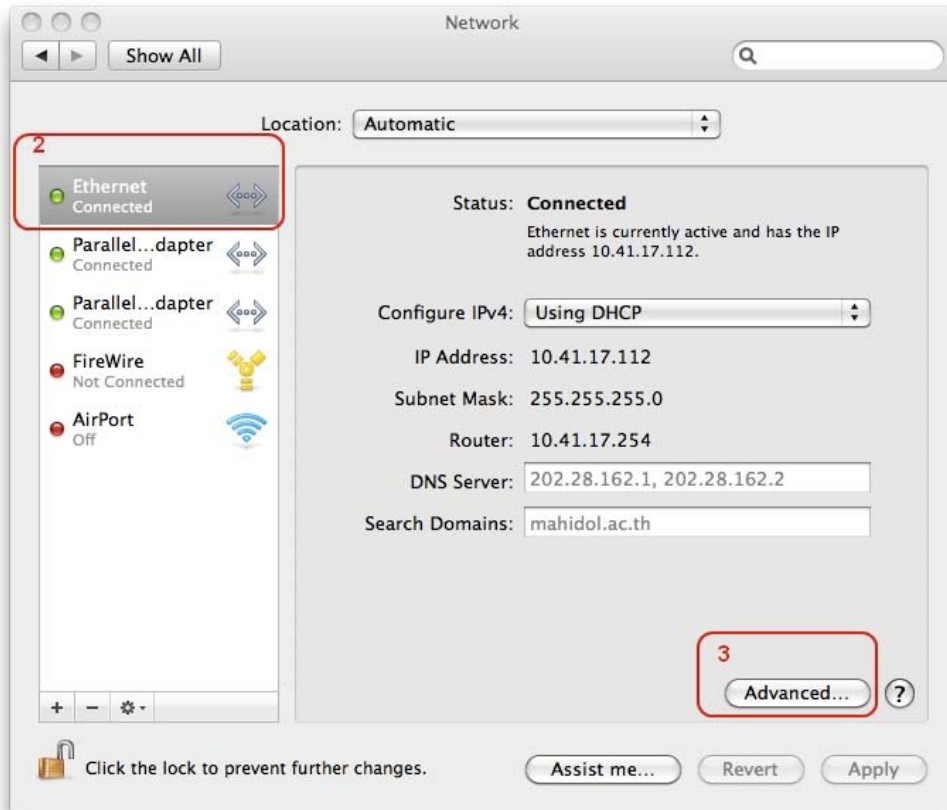 Network
Show All
Location: Automatic
2
Ethernet
Connected
Parallel...dapter
Connected
Parallel...dapter
Connected
FireWire
Not Connected
AirPort
Off
Status: Connected
Ethernet is currently active and has the IP
address 10.41.17.112.
Configure IPv4: Using DHCP
IP Address: 10.41.17.112
Subnet Mask: 255.255.255.0
Router: 10.41.17.254
DNS Server: 202.28.162.1, 202.28.162.2
Search Domains: mahidol.ac.th
3
Advanced... ?
Click the lock to prevent further changes.
Assist me... Revert Apply